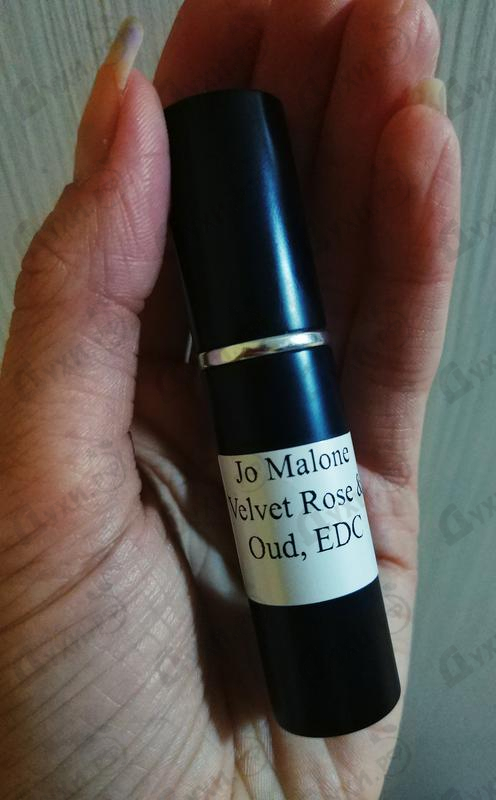 Jo Malone
Velvet Rose &
Oud, EDC